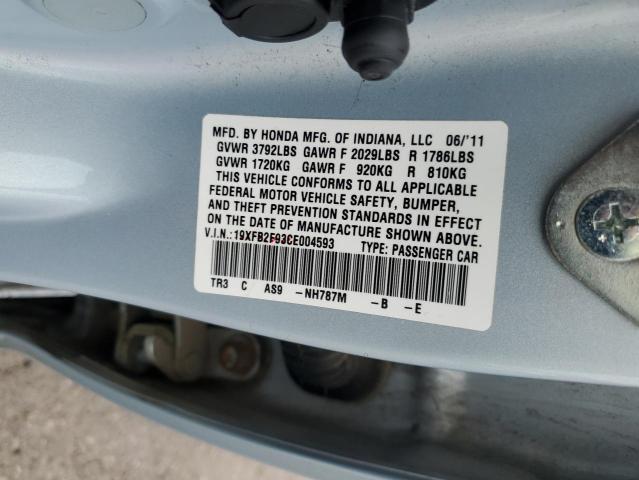 MFD. BY HONDA MFG. OF INDIANA, LLC 06/'11
GVWR 3792LBS GAWR F 2029LBS R 1786LBS
GVWR 1720KG GAWR F 920KG R 810KG
THIS VEHICLE CONFORMS TO ALL APPLICABLE
FEDERAL MOTOR VEHICLE SAFETY, BUMPER,
AND THEFT PREVENTION STANDARDS IN EFFECT
ON THE DATE OF MANUFACTURE SHOWN ABOVE.
V.I.N.:19XFB2F93CE004593 TYPE: PASSENGER CAR
TR3 C AS9 -NH787M -B -E